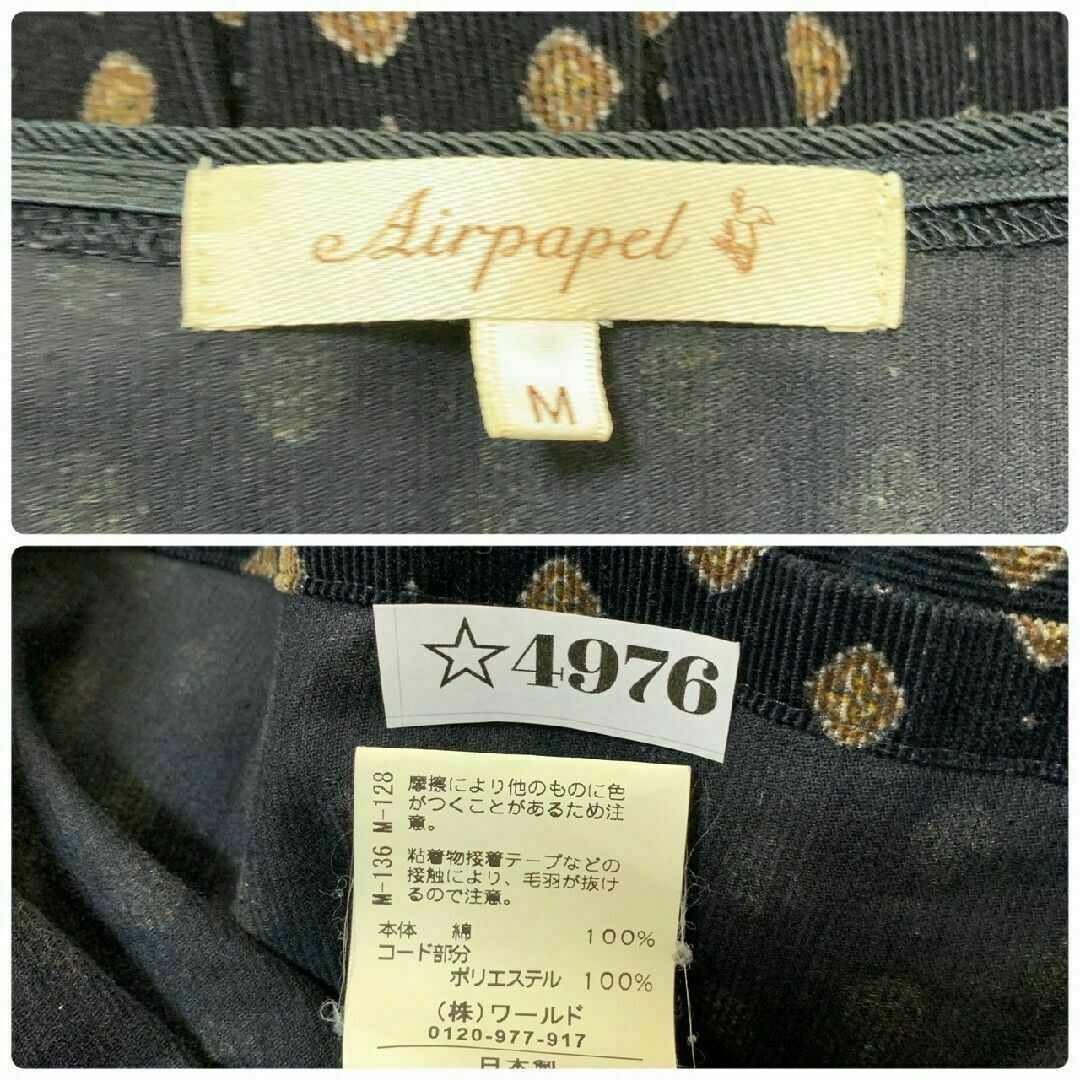 Airpapel
M
☆4976
M-136 M-128
摩擦により他のものに色
がつくことがあるため注
意。
粘着物接着テープなどの
接触により、毛羽が抜け
るので注意。
本体 綿 100%
コード部分
ポリエステル 100%
(株)ワールド
0120-977-917
日本製